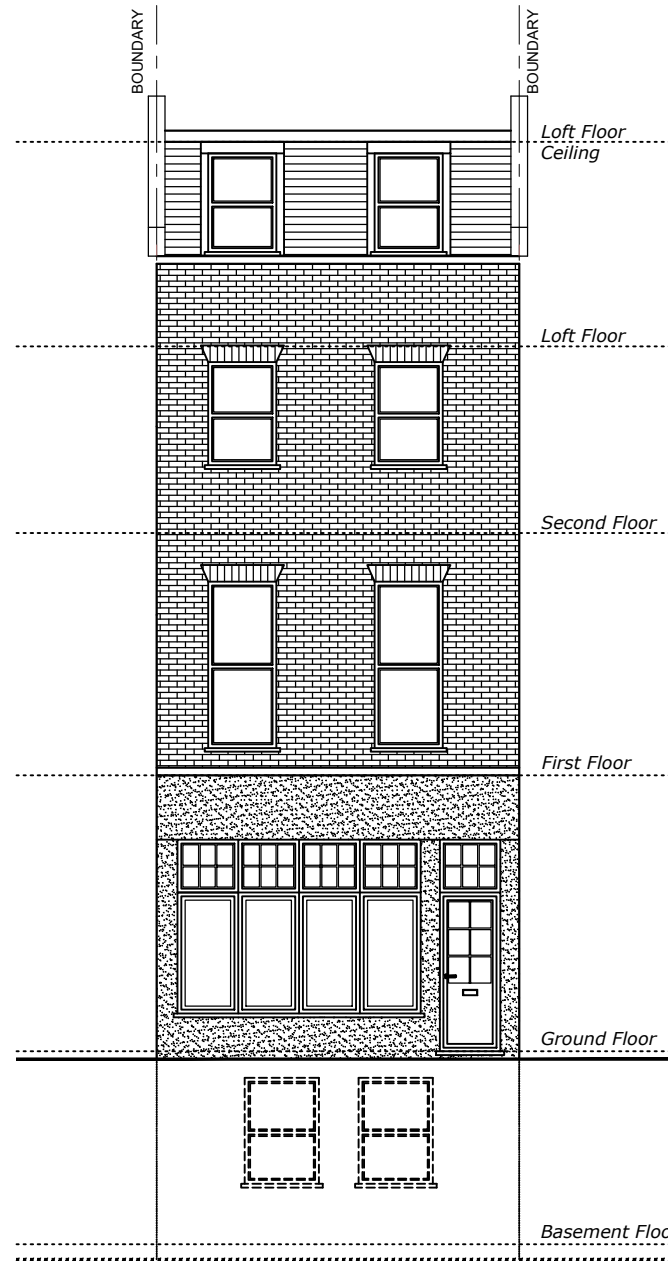 BOUNDARY
BOUNDARY
Loft Floor
Ceiling
Loft Floor
Second Floor
First Floor
Ground Floor
Basement Floo